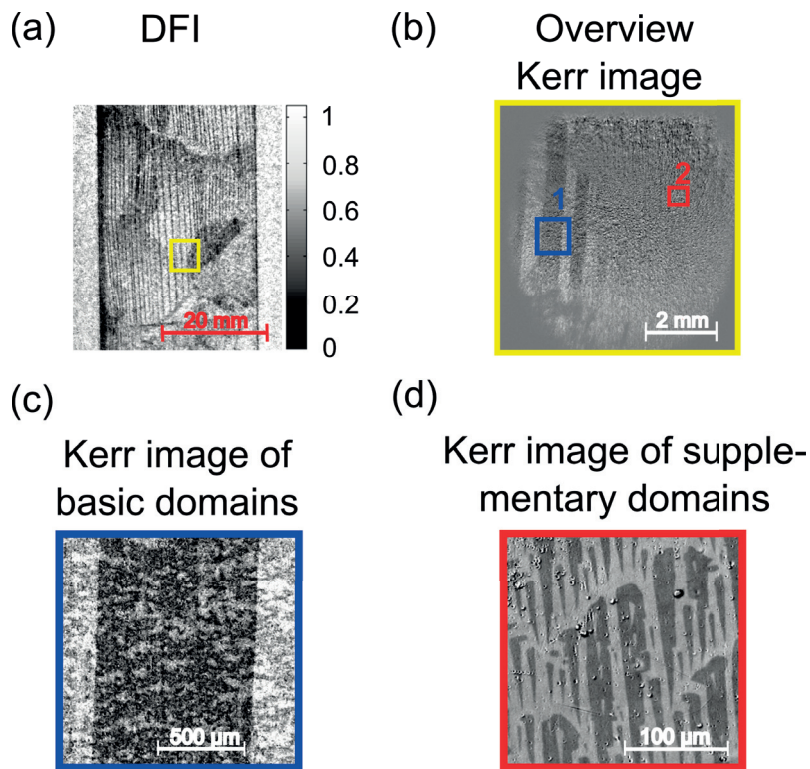 (a)
DFI
1
0.8
0.6
0.4
0.2
0
20 mm
(b)
Overview
Kerr image
1
2
2 mm
(c)
Kerr image of
basic domains
500 µm
(d)
Kerr image of supple-
mentary domains
100 µm